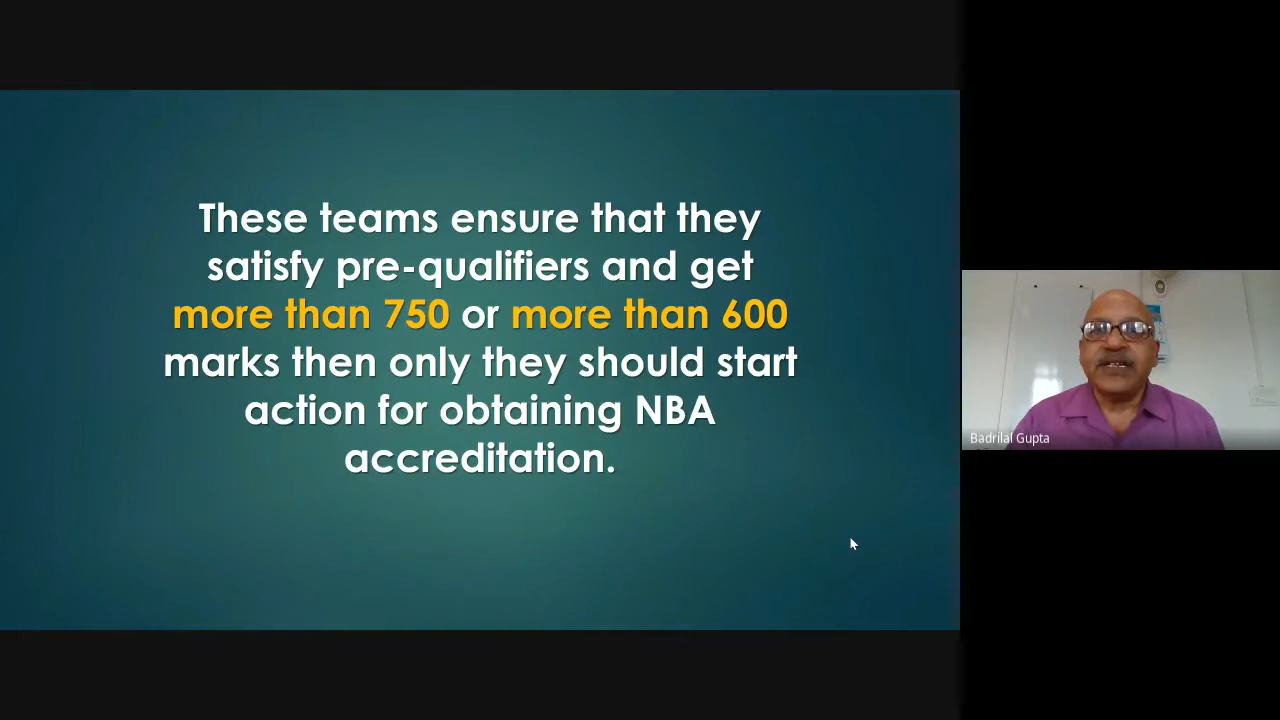 These teams ensure that they
satisfy pre-qualifiers and get
more than 750 or more than 600
marks then only they should start
action for obtaining NBA
accreditation.
Badrilal Gupta